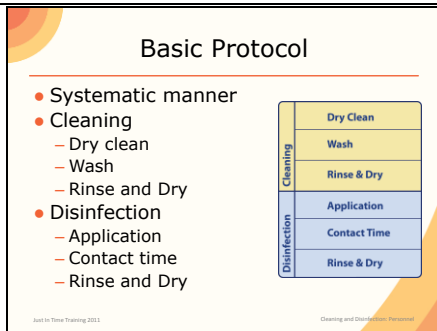 Basic Protocol
• Systematic manner
• Cleaning
– Dry clean
– Wash
– Rinse and Dry
• Disinfection
– Application
– Contact time
– Rinse and Dry
Cleaning
Dry Clean
Wash
Rinse & Dry
Disinfection
Application
Contact Time
Rinse & Dry
Just In Time Training 2011
Cleaning and Disinfection: Personnel